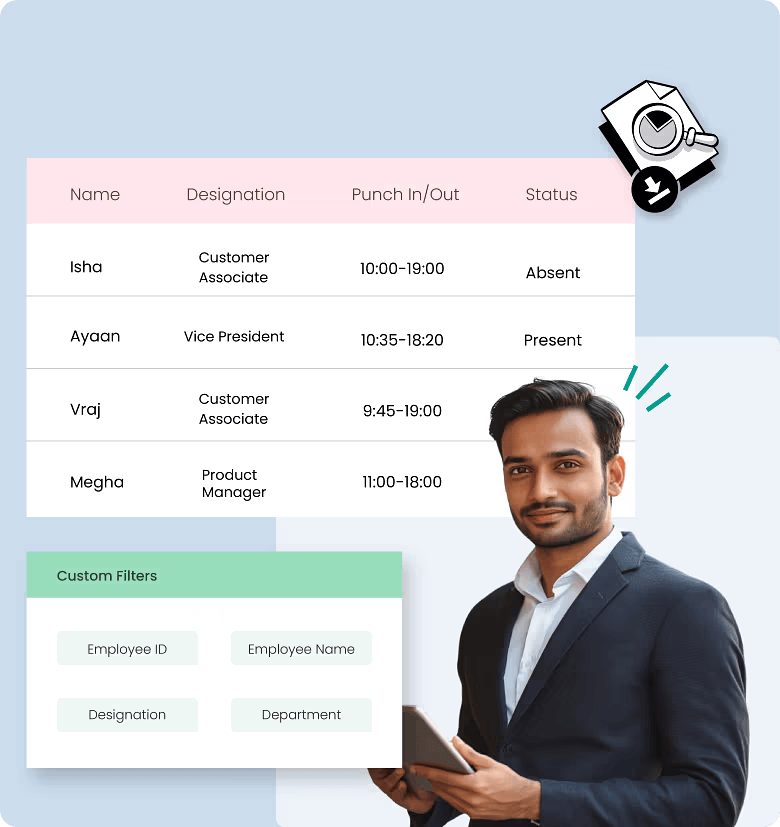 Name Designation Punch In/Out Status
Isha Customer Associate 10:00-19:00 Absent
Ayaan Vice President 10:35-18:20 Present
Vraj Customer Associate 9:45-19:00
Megha Product Manager 11:00-18:00
Custom Filters
Employee ID Employee Name
Designation Department